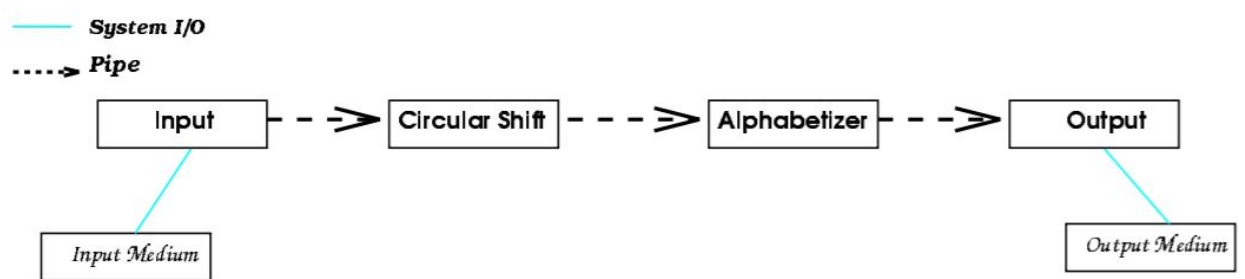 System I/O
Pipe
Input
Circular Shift
Alphabetizer
Output
Input Medium
Output Medium